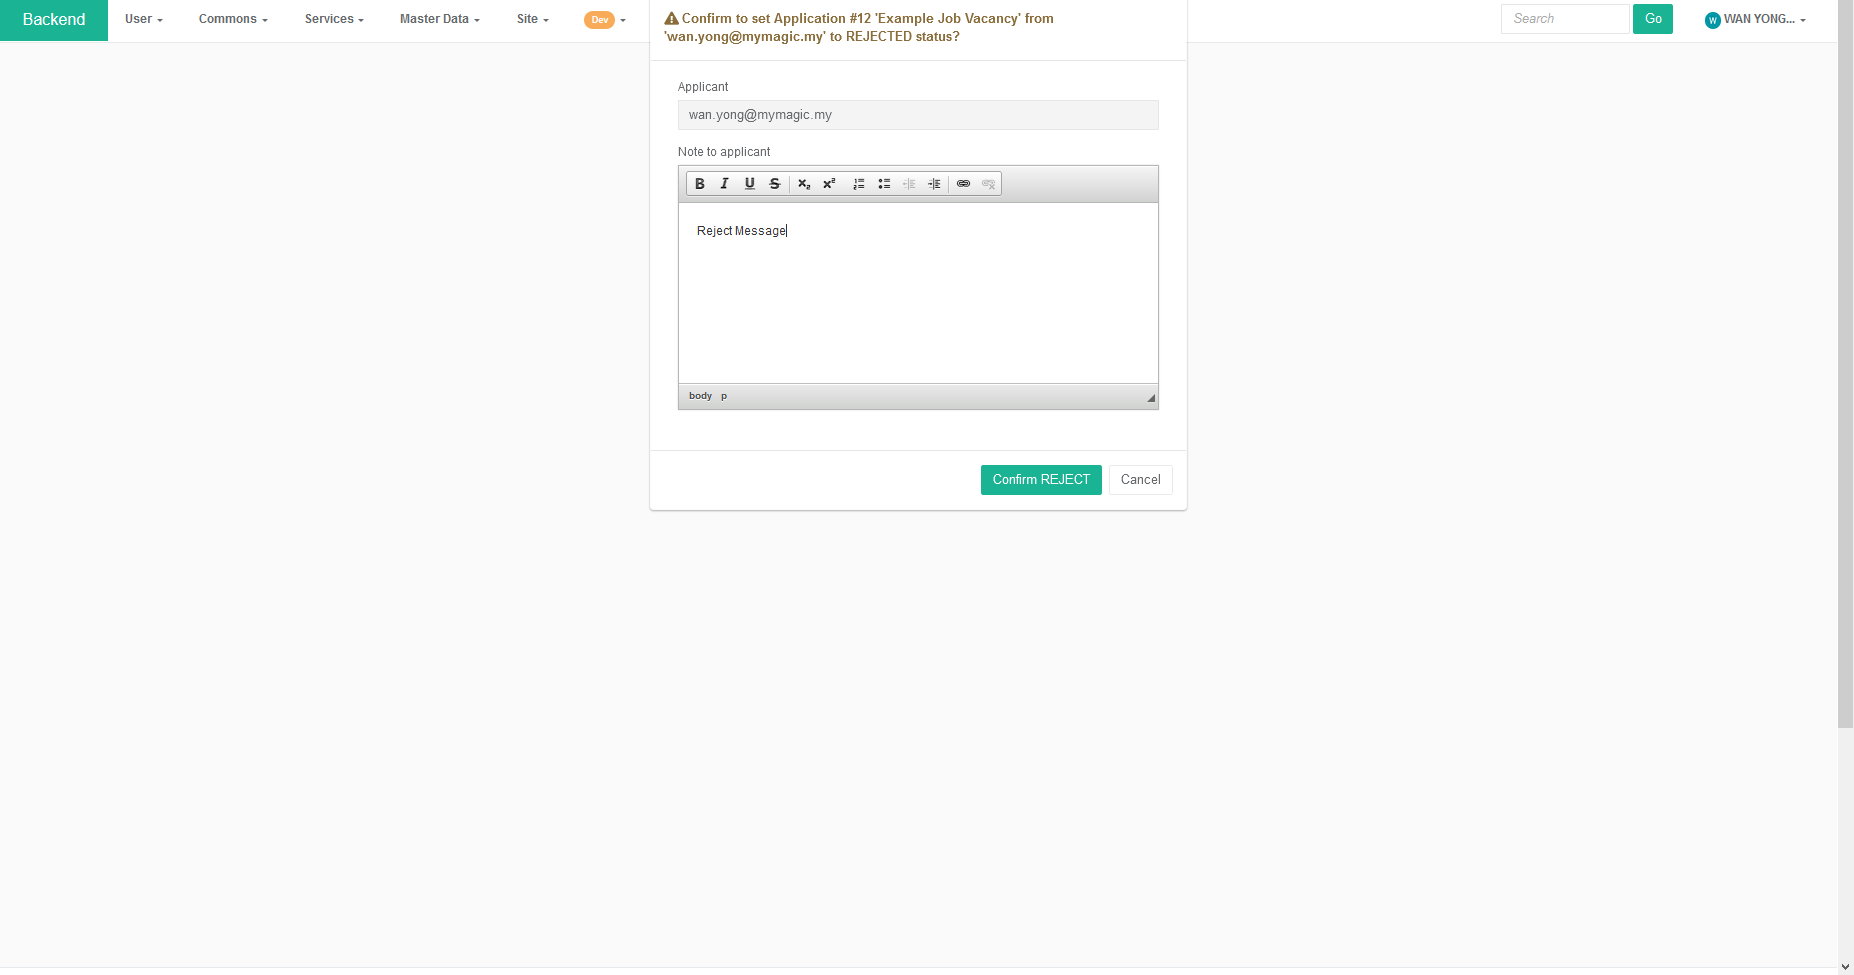 Backend
User
Commons
Services
Master Data
Site
Dev
Search
Go
W WAN YONG...
Confirm to set Application #12 'Example Job Vacancy' from
'wan.yong@mymagic.my' to REJECTED status?
Applicant
wan.yong@mymagic.my
Note to applicant
B I U S x₂ x²
Reject Message
body p
Confirm REJECT
Cancel